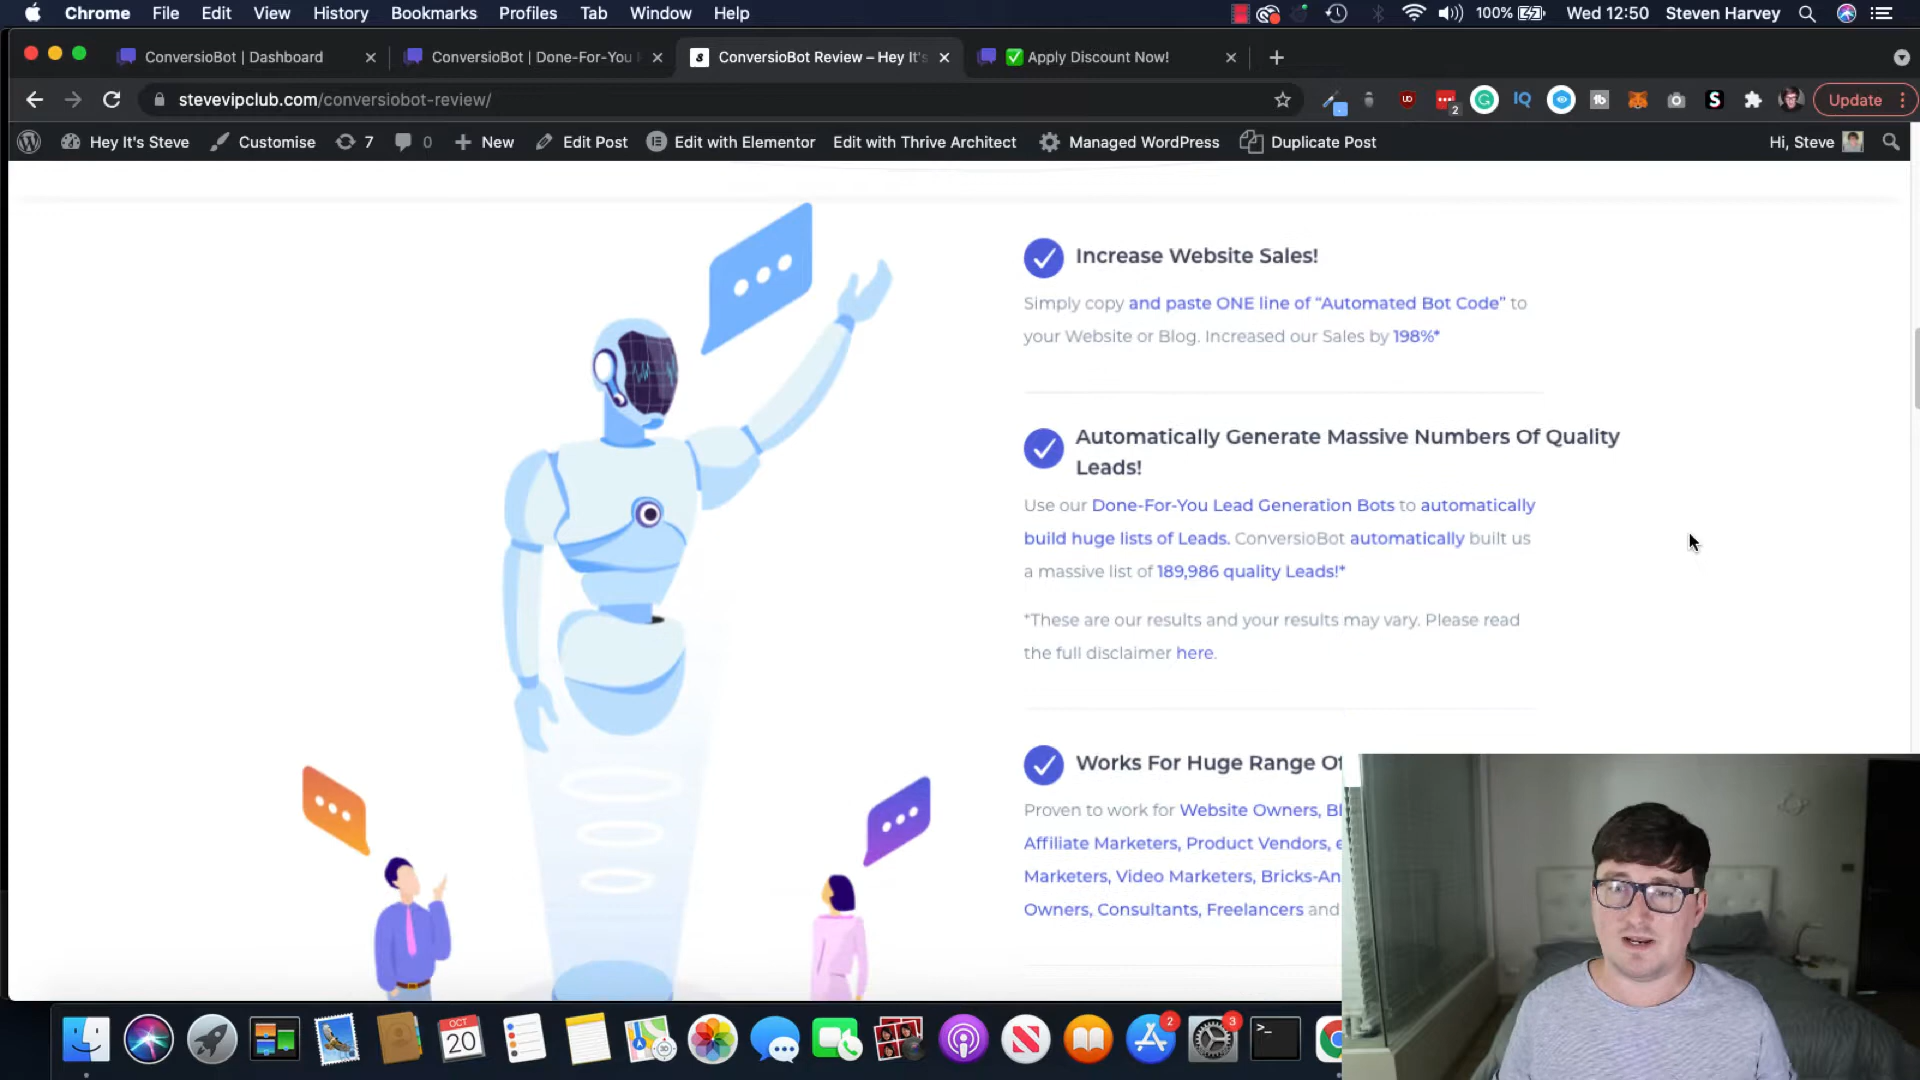 Chrome File Edit View History Bookmarks Profiles Tab Window Help 100% Wed 12:50 Steven Harvey
ConversioBot | Dashboard ConversioBot | Done-For-You ConversioBot Review – Hey It's ✅ Apply Discount Now!
stevevipclub.com/conversiobot-review/ 2 Update
Hey It's Steve Customise 7 0 New Edit Post Edit with Elementor Edit with Thrive Architect Managed WordPress Duplicate Post Hi, Steve
Increase Website Sales!
Simply copy and paste ONE line of “Automated Bot Code” to
your Website or Blog. Increased our Sales by 198%*
Automatically Generate Massive Numbers Of Quality
Leads!
Use our Done-For-You Lead Generation Bots to automatically
build huge lists of Leads. ConversioBot automatically built us
a massive list of 189,986 quality Leads!*
*These are our results and your results may vary. Please read
the full disclaimer here.
Works For Huge Range Of
Proven to work for Website Owners,
Affiliate Marketers, Product Vendors,
Marketers, Video Marketers,
Owners, Consultants, Freelancers and
OCT
20
2
3